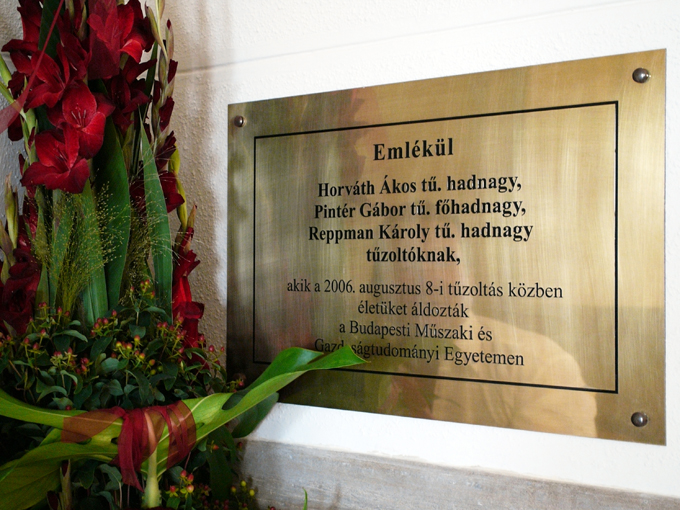 Emlékül
Horváth Ákos tű. hadnagy,
Pintér Gábor tű. főhadnagy,
Reppman Károly tű. hadnagy
tűzoltóknak,
akik a 2006. augusztus 8-i tűzoltás közben
életüket áldozták
a Budapesti Műszaki és
Gazdaságtudományi Egyetemen